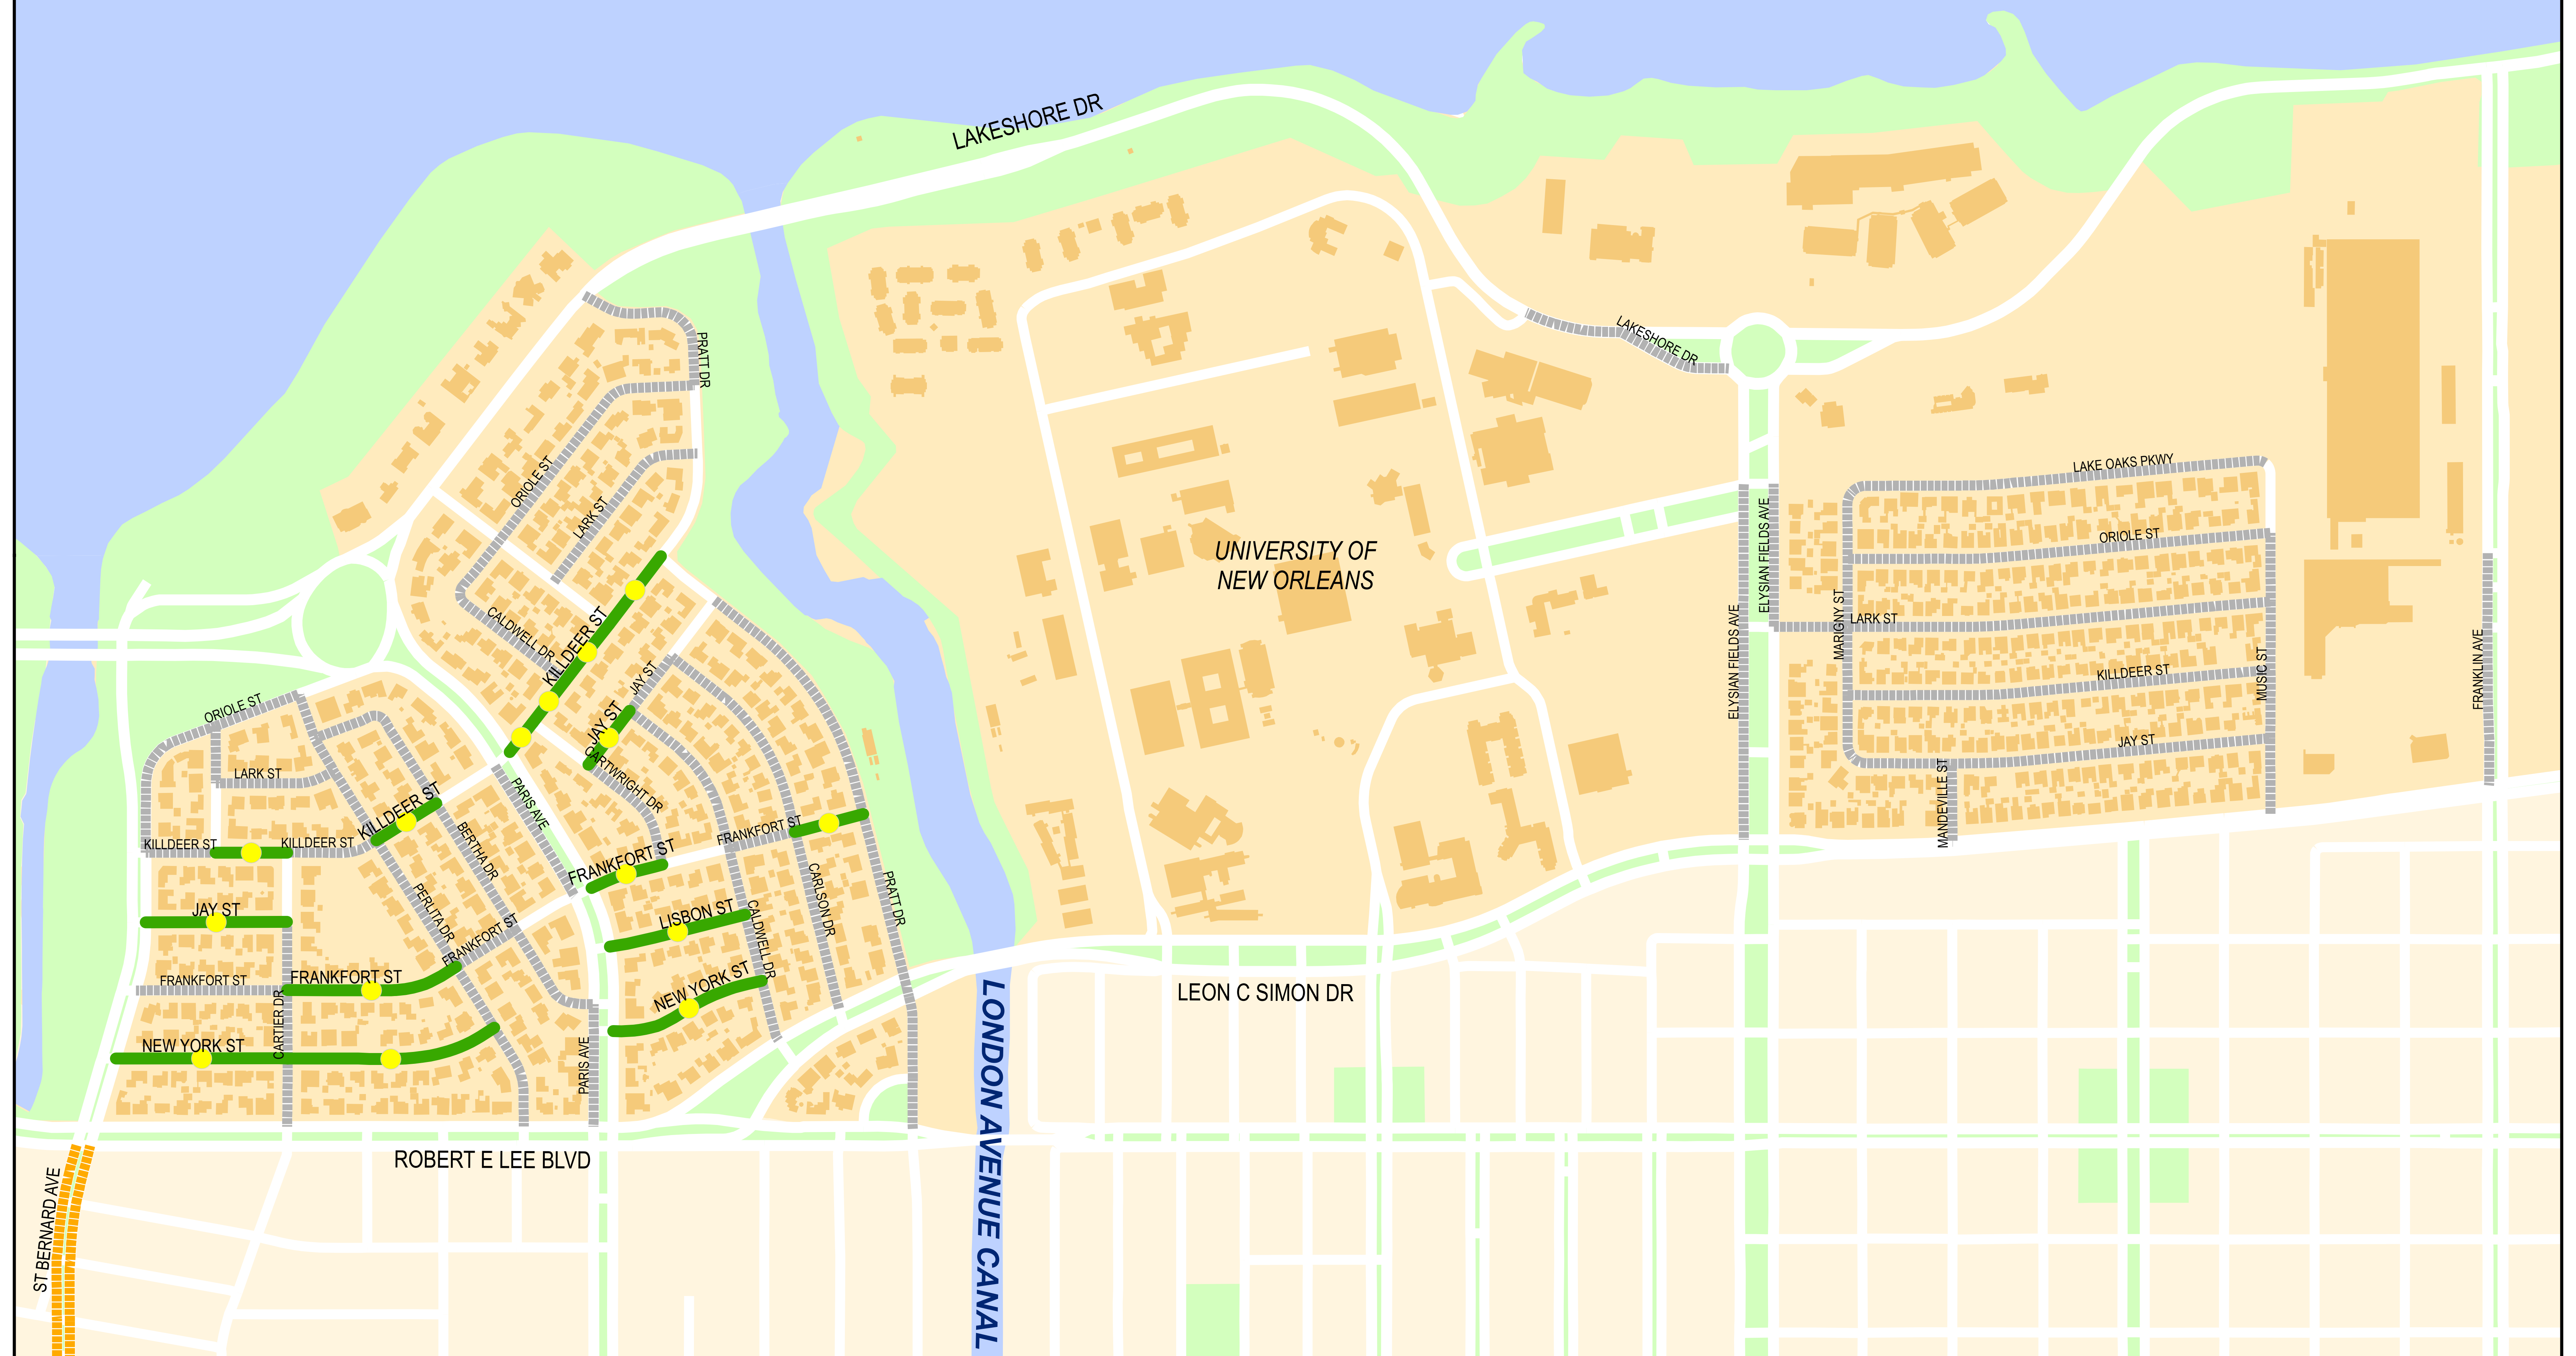 LAKESHORE DR
PRATT DR
LAKESHORE DR
ORIOLE ST
LARK ST
CALDWELL DR
KILLDEER ST
JAY ST
JAY ST
CARTWRIGHT DR
UNIVERSITY OF
NEW ORLEANS
ELYSIAN FIELDS AVE
ELYSIAN FIELDS AVE
LAKE OAKS PKWY
ORIOLE ST
MARIGNY ST
LARK ST
KILLDEER ST
MUSIC ST
JAY ST
MANDEVILLE ST
FRANKLIN AVE
ORIOLE ST
LARK ST
KILLDEER ST
KILLDEER ST
KILLDEER ST
BERTHA DR
PARIS AVE
PERLITA DR
FRANKFORT ST
FRANKFORT ST
CARLSON DR
PRATT DR
JAY ST
LISBON ST
CALDWELL DR
FRANKFORT ST
FRANKFORT ST
FRANKFORT ST
NEW YORK ST
CARTIER DR
NEW YORK ST
PARIS AVE
LEON C SIMON DR
LONDON AVENUE CANAL
ROBERT E LEE BLVD
ST BERNARD AVE